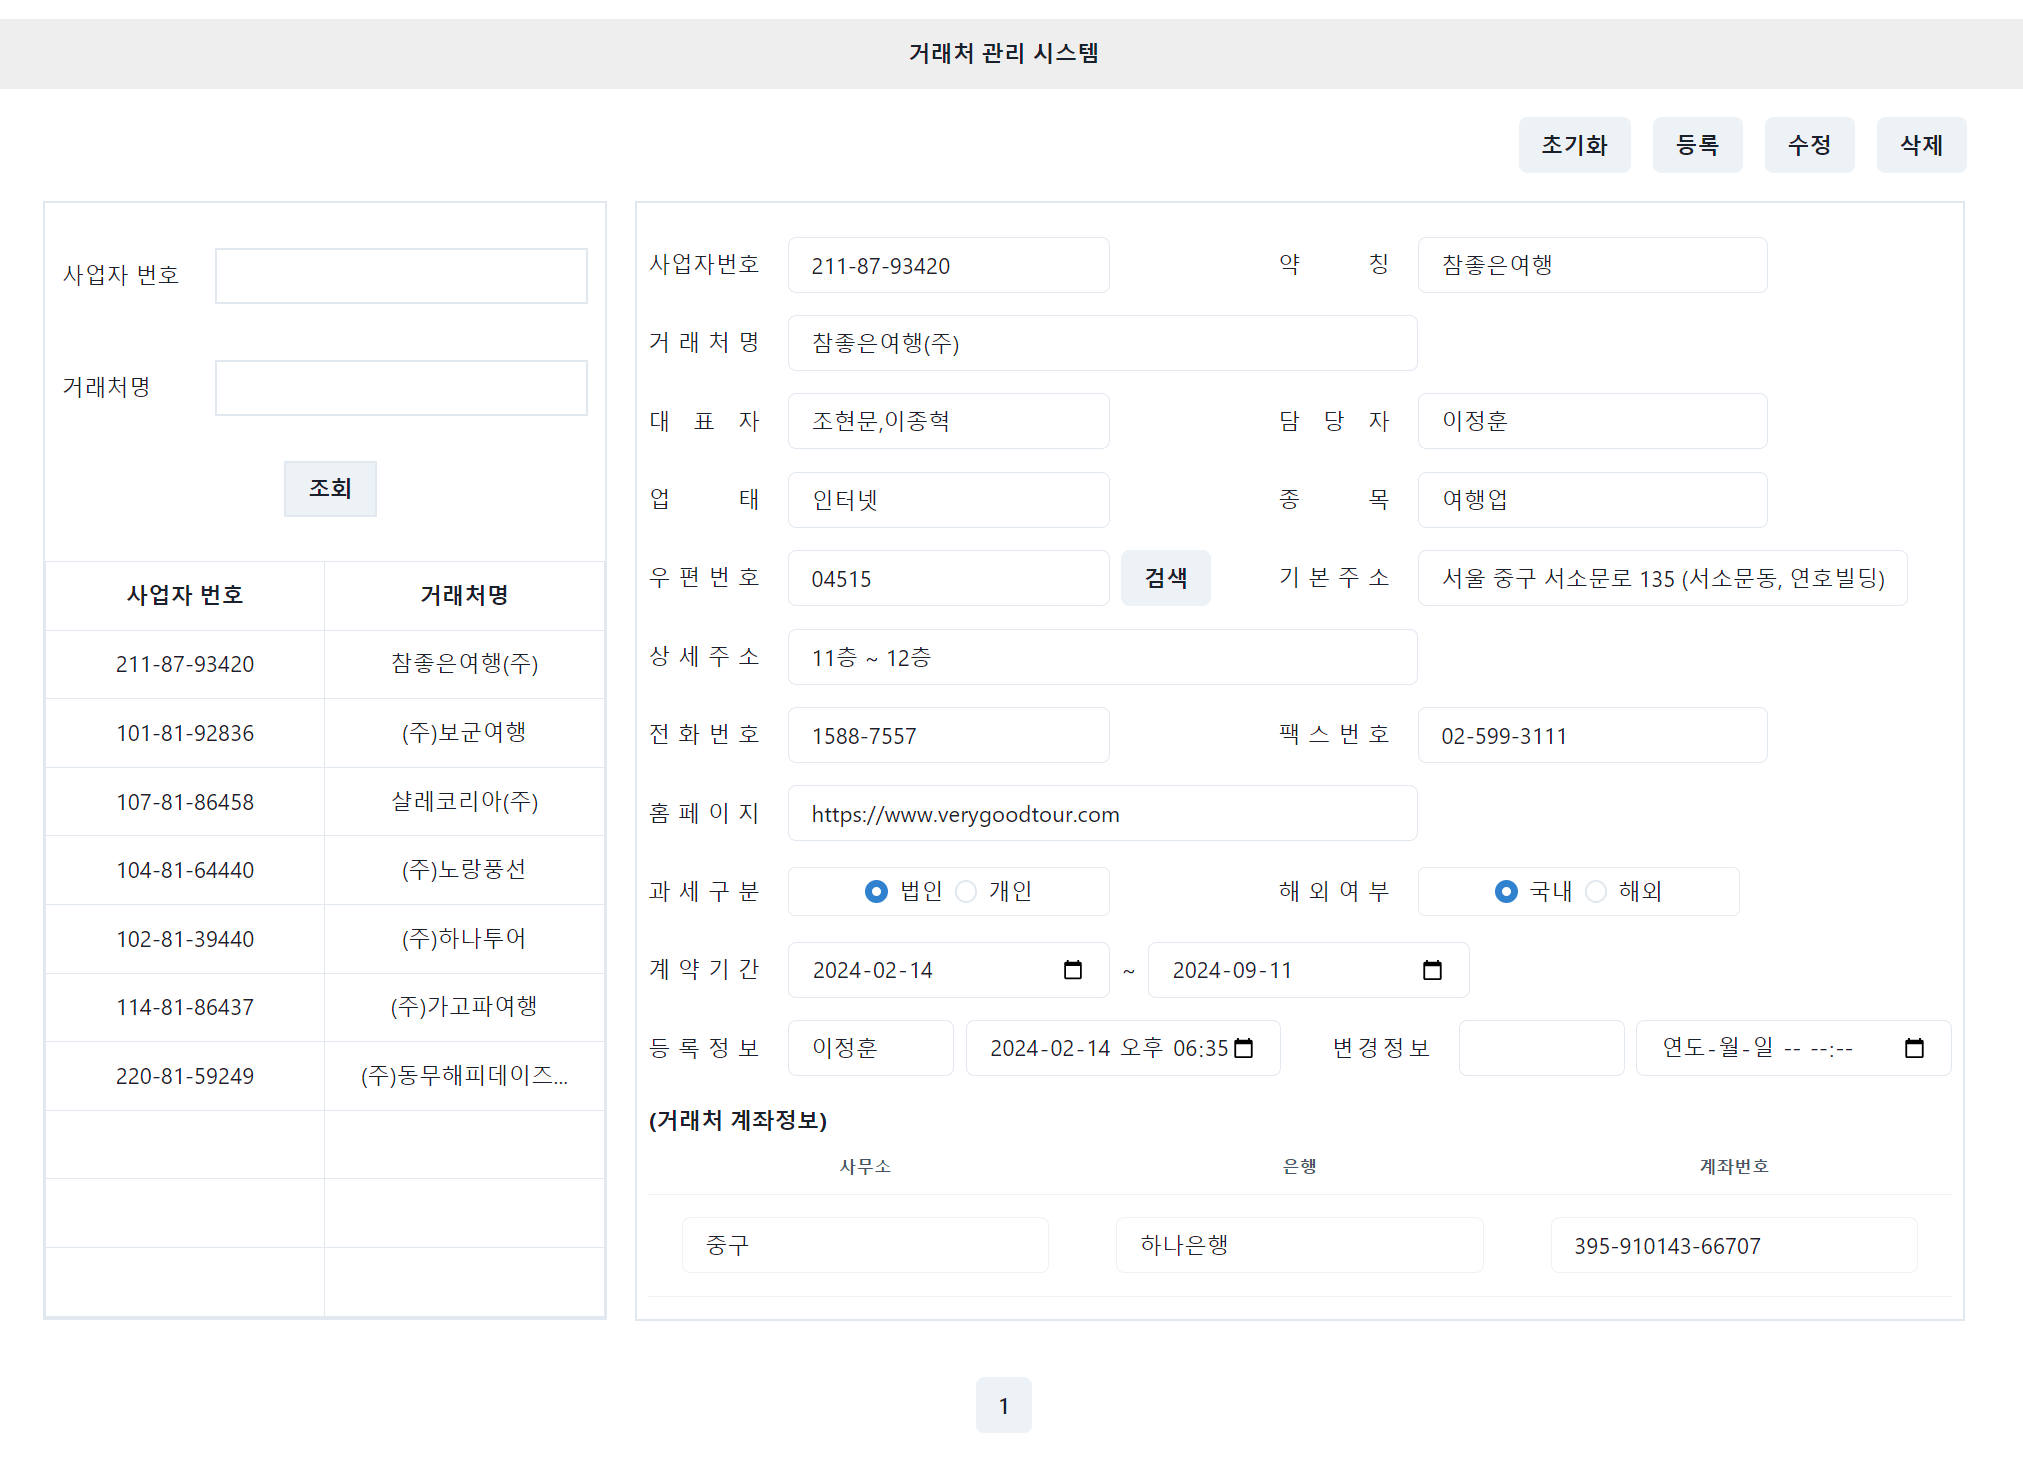 거래처 관리 시스템
초기화 등록 수정 삭제
사업자 번호
거래처명
조회
사업자 번호 거래처명
211-87-93420 참좋은여행(주)
101-81-92836 (주)보군여행
107-81-86458 샬레코리아(주)
104-81-64440 (주)노랑풍선
102-81-39440 (주)하나투어
114-81-86437 (주)가고파여행
220-81-59249 (주)동무해피데이즈...
사업자번호 211-87-93420 약 칭 참좋은여행
거 래 처 명 참좋은여행(주)
대 표 자 조현문,이종혁 담 당 자 이정훈
업 태 인터넷 종 목 여행업
우 편 번 호 04515 검색 기 본 주 소 서울 중구 서소문로 135 (서소문동, 연호빌딩)
상 세 주 소 11층 ~ 12층
전 화 번 호 1588-7557 팩 스 번 호 02-599-3111
홈 페 이 지 https://www.verygoodtour.com
과 세 구 분 법인 개인 해 외 여 부 국내 해외
계 약 기 간 2024-02-14 ~ 2024-09-11
등 록 정 보 이정훈 2024-02-14 오후 06:35 변경정보 연도-월-일 -- --:--
(거래처 계좌정보)
사무소 은행 계좌번호
중구 하나은행 395-910143-66707
1